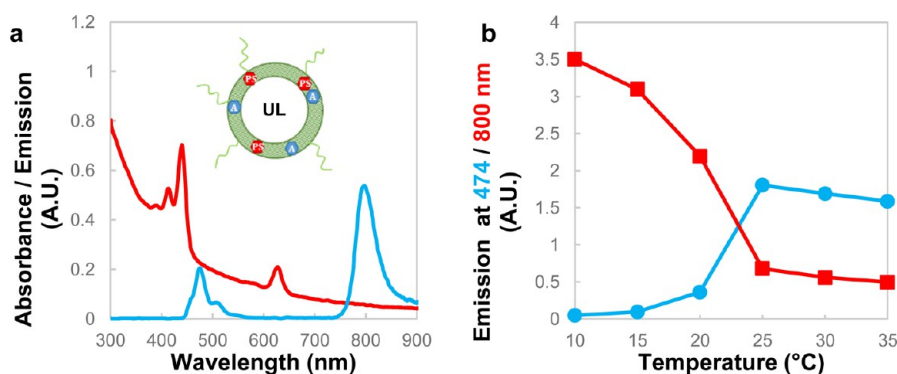 a
Absorbance / Emission
(A.U.)
1.2
1
0.8
0.6
0.4
0.2
0
300 400 500 600 700 800 900
Wavelength (nm)
PS
PS
A
A
UL
PS
A
b
Emission at 474 / 800 nm
(A.U.)
4
3.5
3
2.5
2
1.5
1
0.5
0
10 15 20 25 30 35
Temperature (°C)